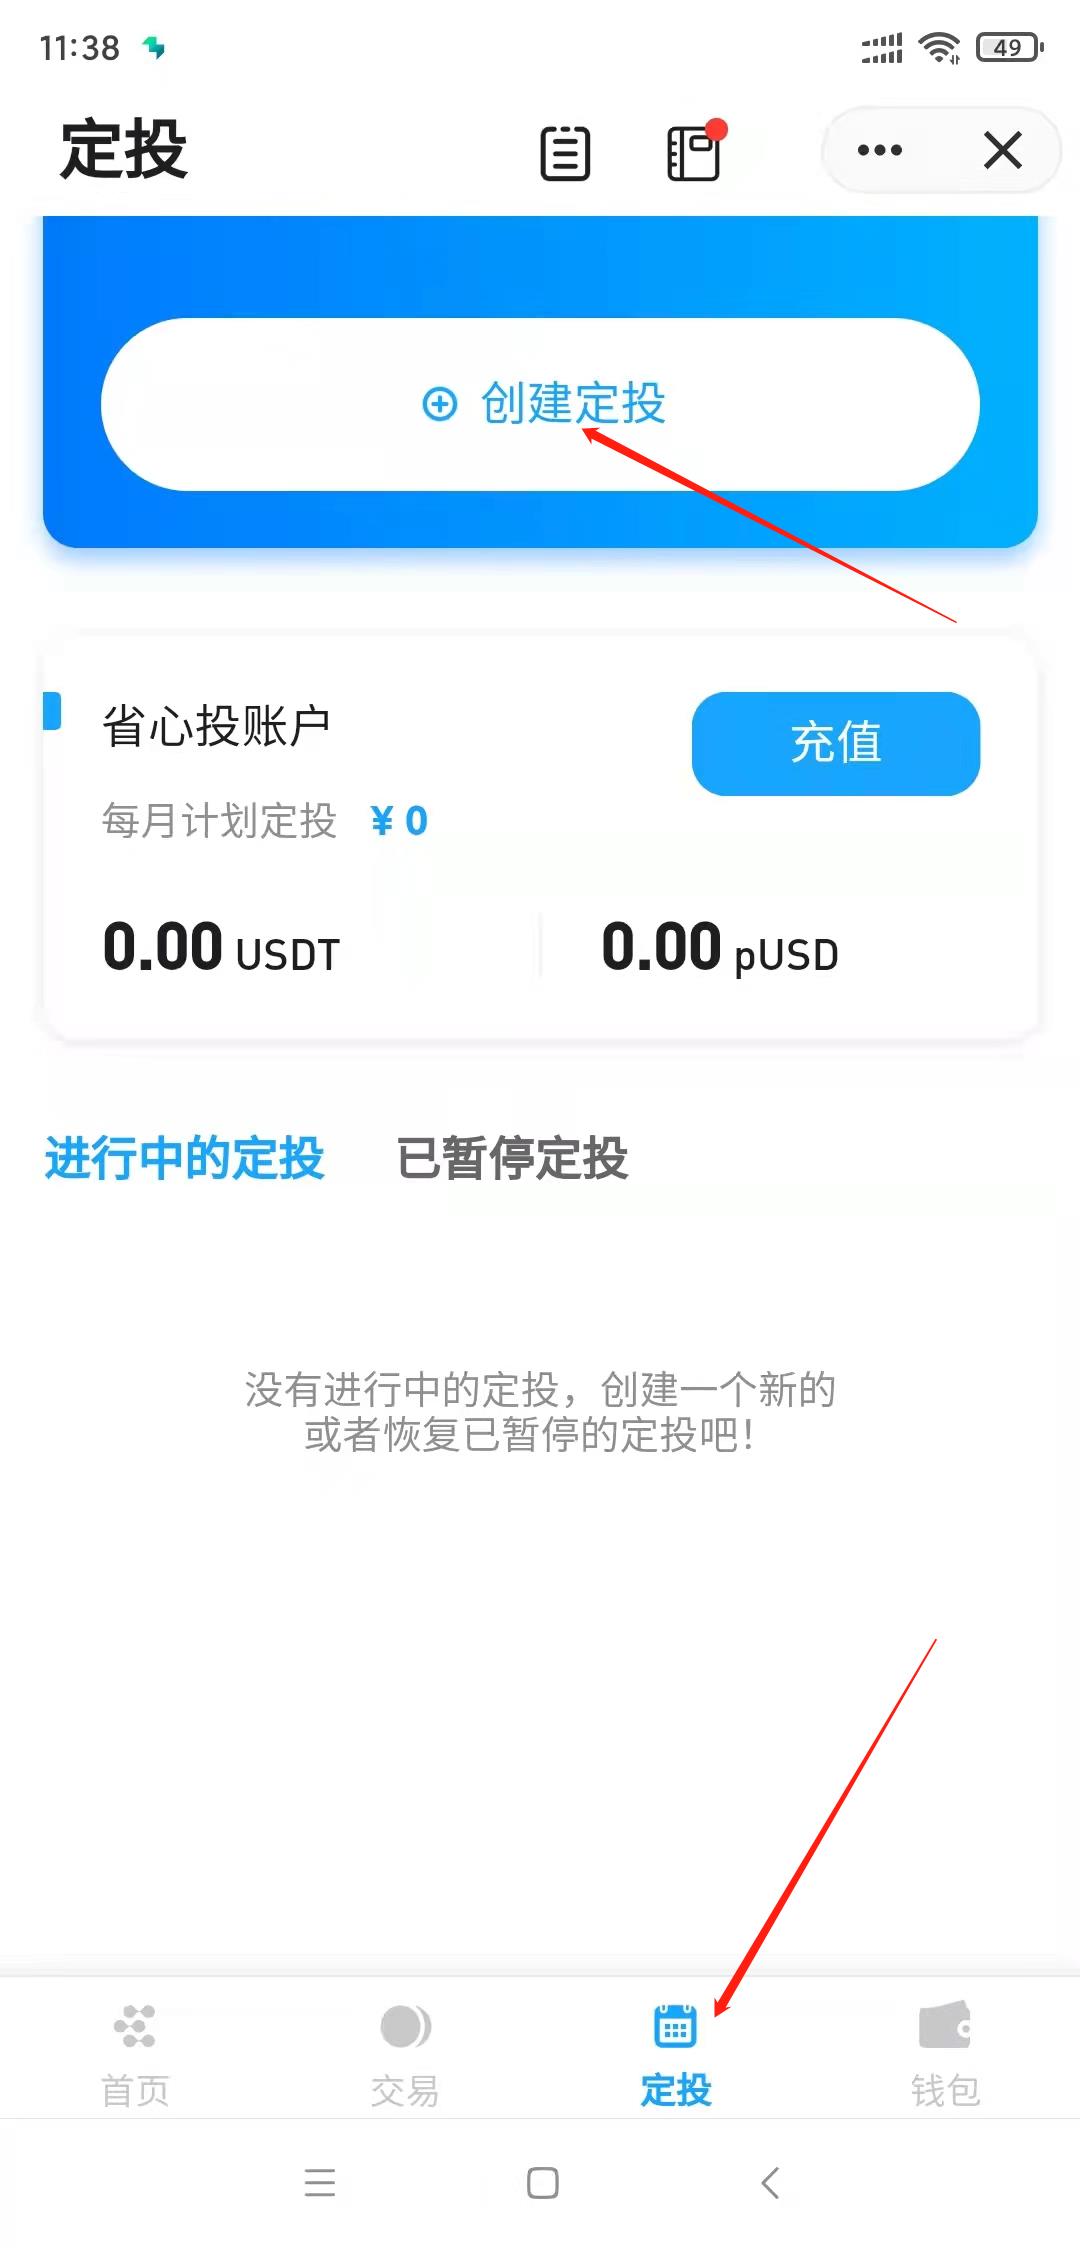 11:38
49
定投
创建定投
省心投账户
充值
每月计划定投 ¥ 0
0.00 USDT
0.00 pUSD
进行中的定投
已暂停定投
没有进行中的定投，创建一个新的
或者恢复已暂停的定投吧！
首页
交易
定投
钱包